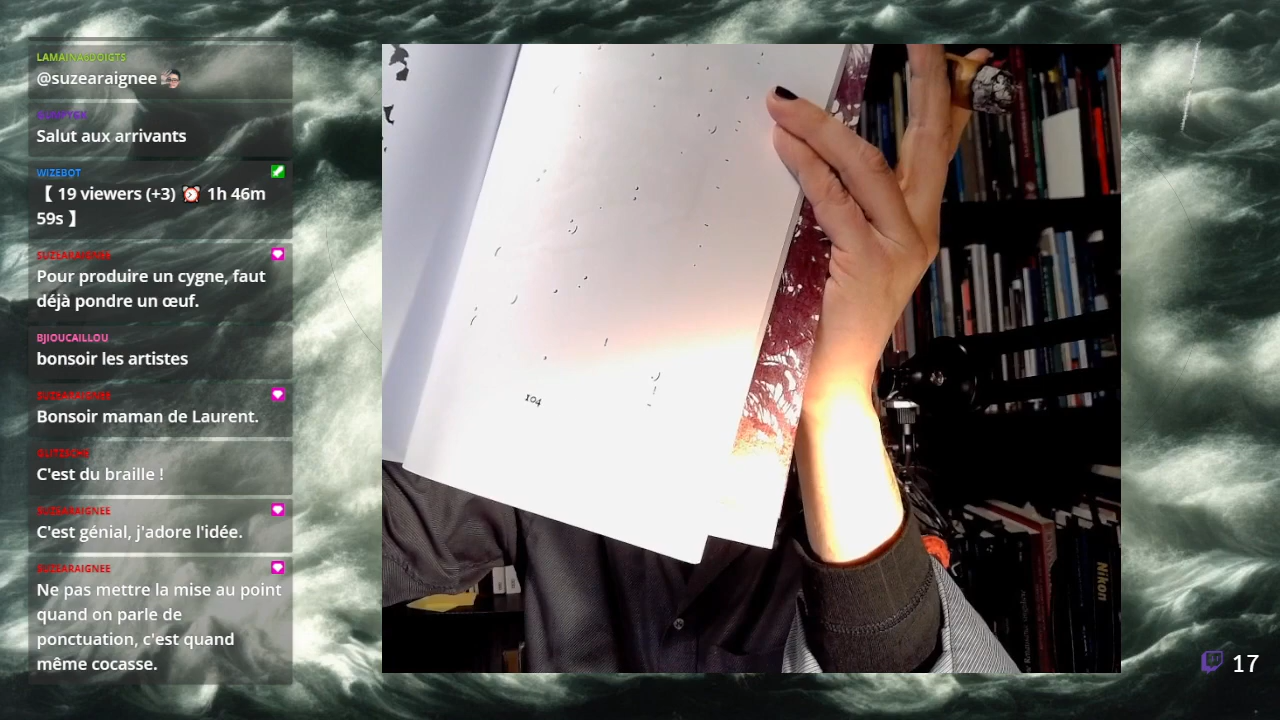 LAMAINA6DOIGTS
@suzearaignee
Salut aux arrivants
WIZEBOT
【 19 viewers (+3) ⏰ 1h 46m
59s 】
SUZEARAIGNEE
Pour produire un cygne, faut
déjà pondre un œuf.
BJIOUCAILLOU
bonsoir les artistes
SUZEARAIGNEE
Bonsoir maman de Laurent.
C'est du braille !
SUZEARAIGNEE
C'est génial, j'adore l'idée.
SUZEARAIGNEE
Ne pas mettre la mise au point
quand on parle de
ponctuation, c'est quand
même cocasse.
104
Nikon
17